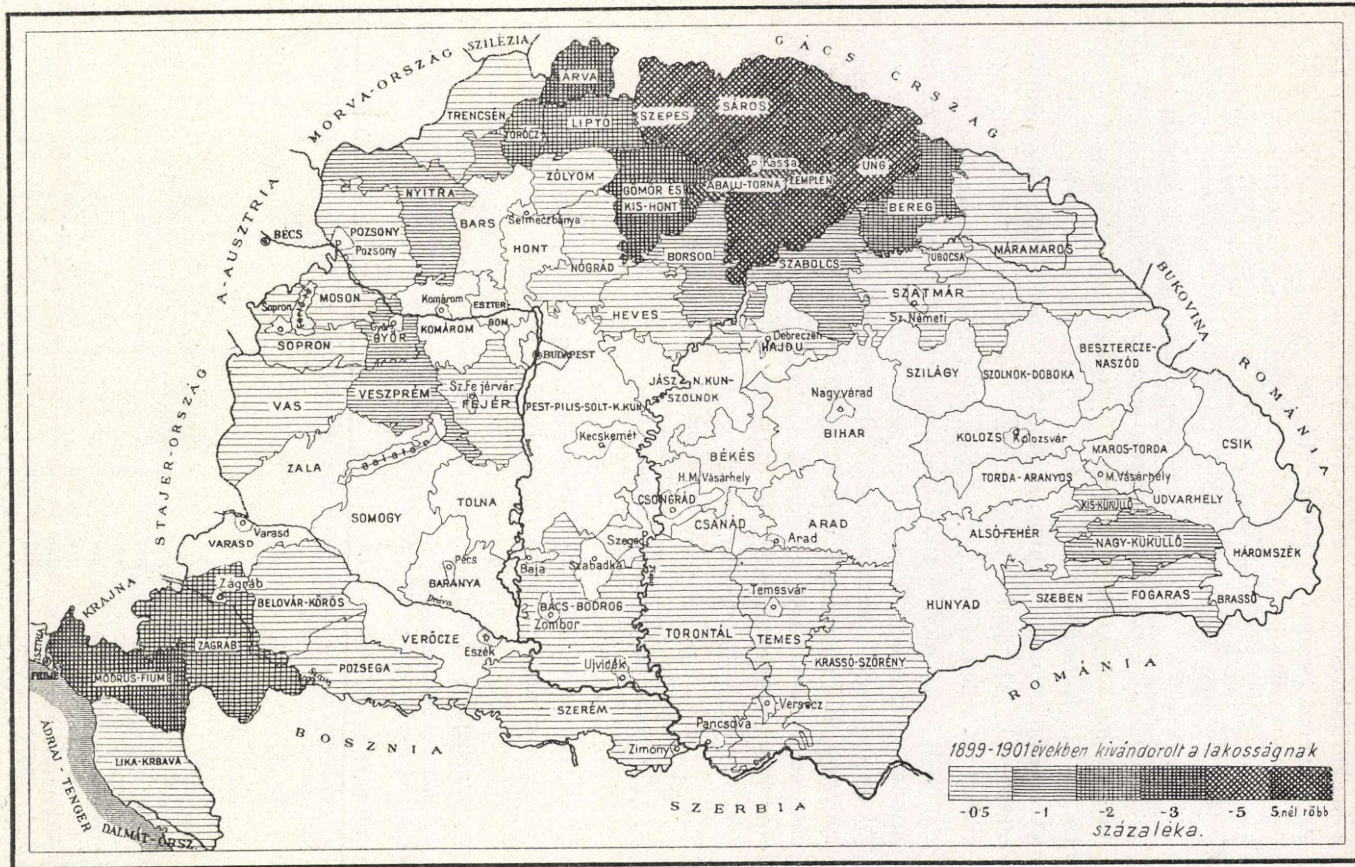 MORVA-ORSZÁG
SZILÉZIA
GÁCS CRSZÁG
A-AUSZTRIA
BUKOVINA
ROMÁNIA
STAJER-ORSZÁG
KRAJNA
ADRIAI-TENGER
DALMÁT-ORSZ.
BOSZNIA
SZERBIA
ROMÁNIA
ÁRVA
TRENCSÉN
TÚRÓCZ
LIPTÓ
SZEPES
SÁROS
Kassa
UNG
ZÓLYOM
GÖMÖR ÉS
KIS-HONT
ABAUJ-TORNA
ZEMPLÉN
BEREG
NYITRA
BARS
Selmeczbánya
HONT
BÉCS
POZSONY
Pozsony
NÓGRÁD
BORSOD
SZABOLCS
UGOCSA
MÁRAMAROS
MOSON
Sopron
SOPRON
Komárom
KOMÁROM
ESZTER-
GOM
GYŐR
HEVES
SZATMÁR
Sz. Németi
Debreczen
HAJDU
BUDAPEST
VAS
VESZPRÉM
Sz. Fejérvár
FEJÉR
PEST-PILIS-SOLT-K.KUN
JÁSZ N.KUN-
SZOLNOK
Nagyvárad
BIHAR
SZILÁGY
SZOLNOK-DOBOKA
BESZTERCZE-
NASZÓD
Kecskemét
ZALA
Balaton
BÉKÉS
KOLOZS
Kolozsvár
MAROS-TORDA
CSIK
H.M. Vásárhely
TORDA-ARANYOS
M. Vásárhely
UDVARHELY
SOMOGY
TOLNA
CSONGRÁD
CSANÁD
ARAD
Arad
KIS-KÜKÜLLŐ
ALSÓ-FEHÉR
NAGY-KÜKÜLLŐ
HÁROMSZÉK
Varasd
VARASD
Pécs
BARANYA
Baja
Szabadka
Szeged
Zágráb
BELOVÁR-KŐRÖS
Dráva
BÁCS-BODROG
Zombor
Temesvár
HUNYAD
SZEBEN
FOGARAS
BRASSÓ
ZÁGRÁB
VERŐCZE
Eszék
TORONTÁL
TEMES
KRASSÓ-SZÖRÉNY
FIUME
MODRUS-FIUM
POZSEGA
Ujvidék
SZERÉM
Versecz
Pancsova
Zimony
LIKA-KRBAVA
1899-1901 években kivándorolt a lakosságnak
-0·5 -1 -2 -3 -5 5.nél több
százaléka.